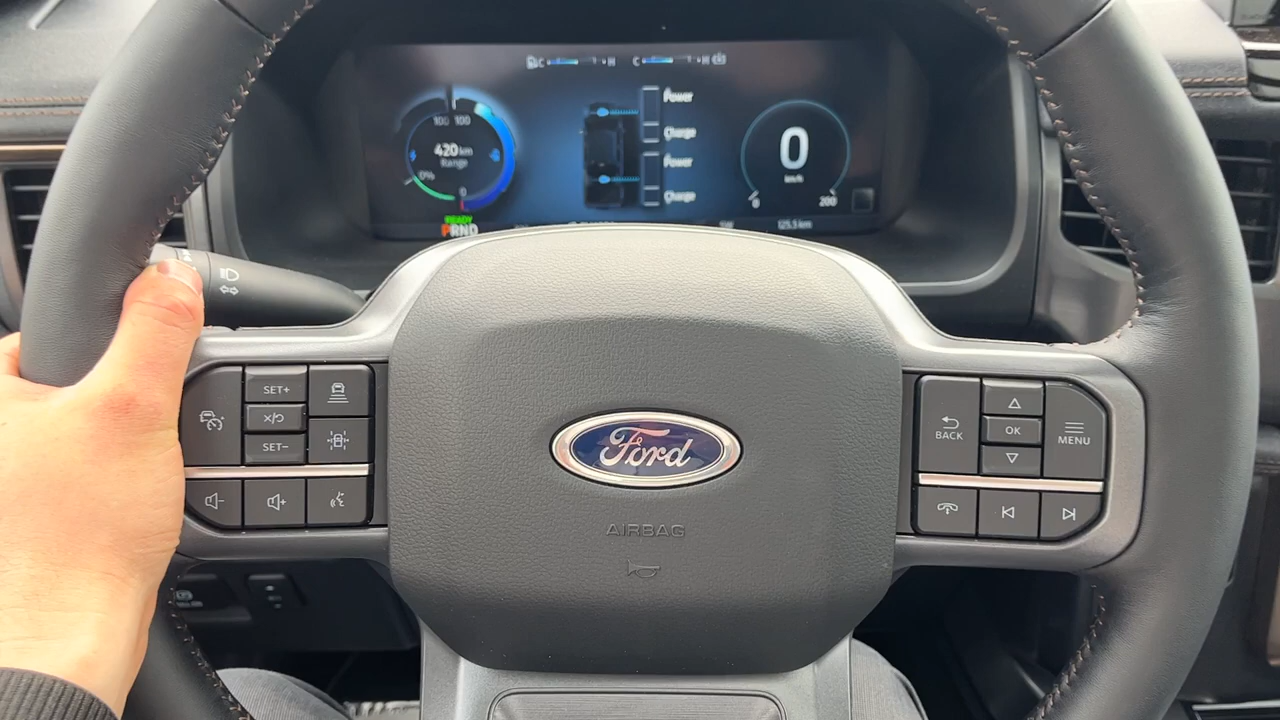 C H C H
100 100
420 km
Range
0%
0
READY
PRND
Power
Charge
Power
Charge
0
km/h
0 200
125.5 km
SET+
SET−
BACK
OK
MENU
Ford
AIRBAG